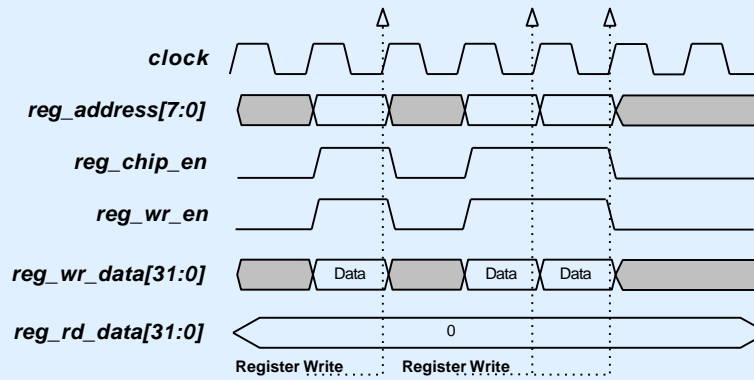 clock
reg_address[7:0]
reg_chip_en
reg_wr_en
reg_wr_data[31:0] Data Data Data
reg_rd_data[31:0] 0
Register Write Register Write